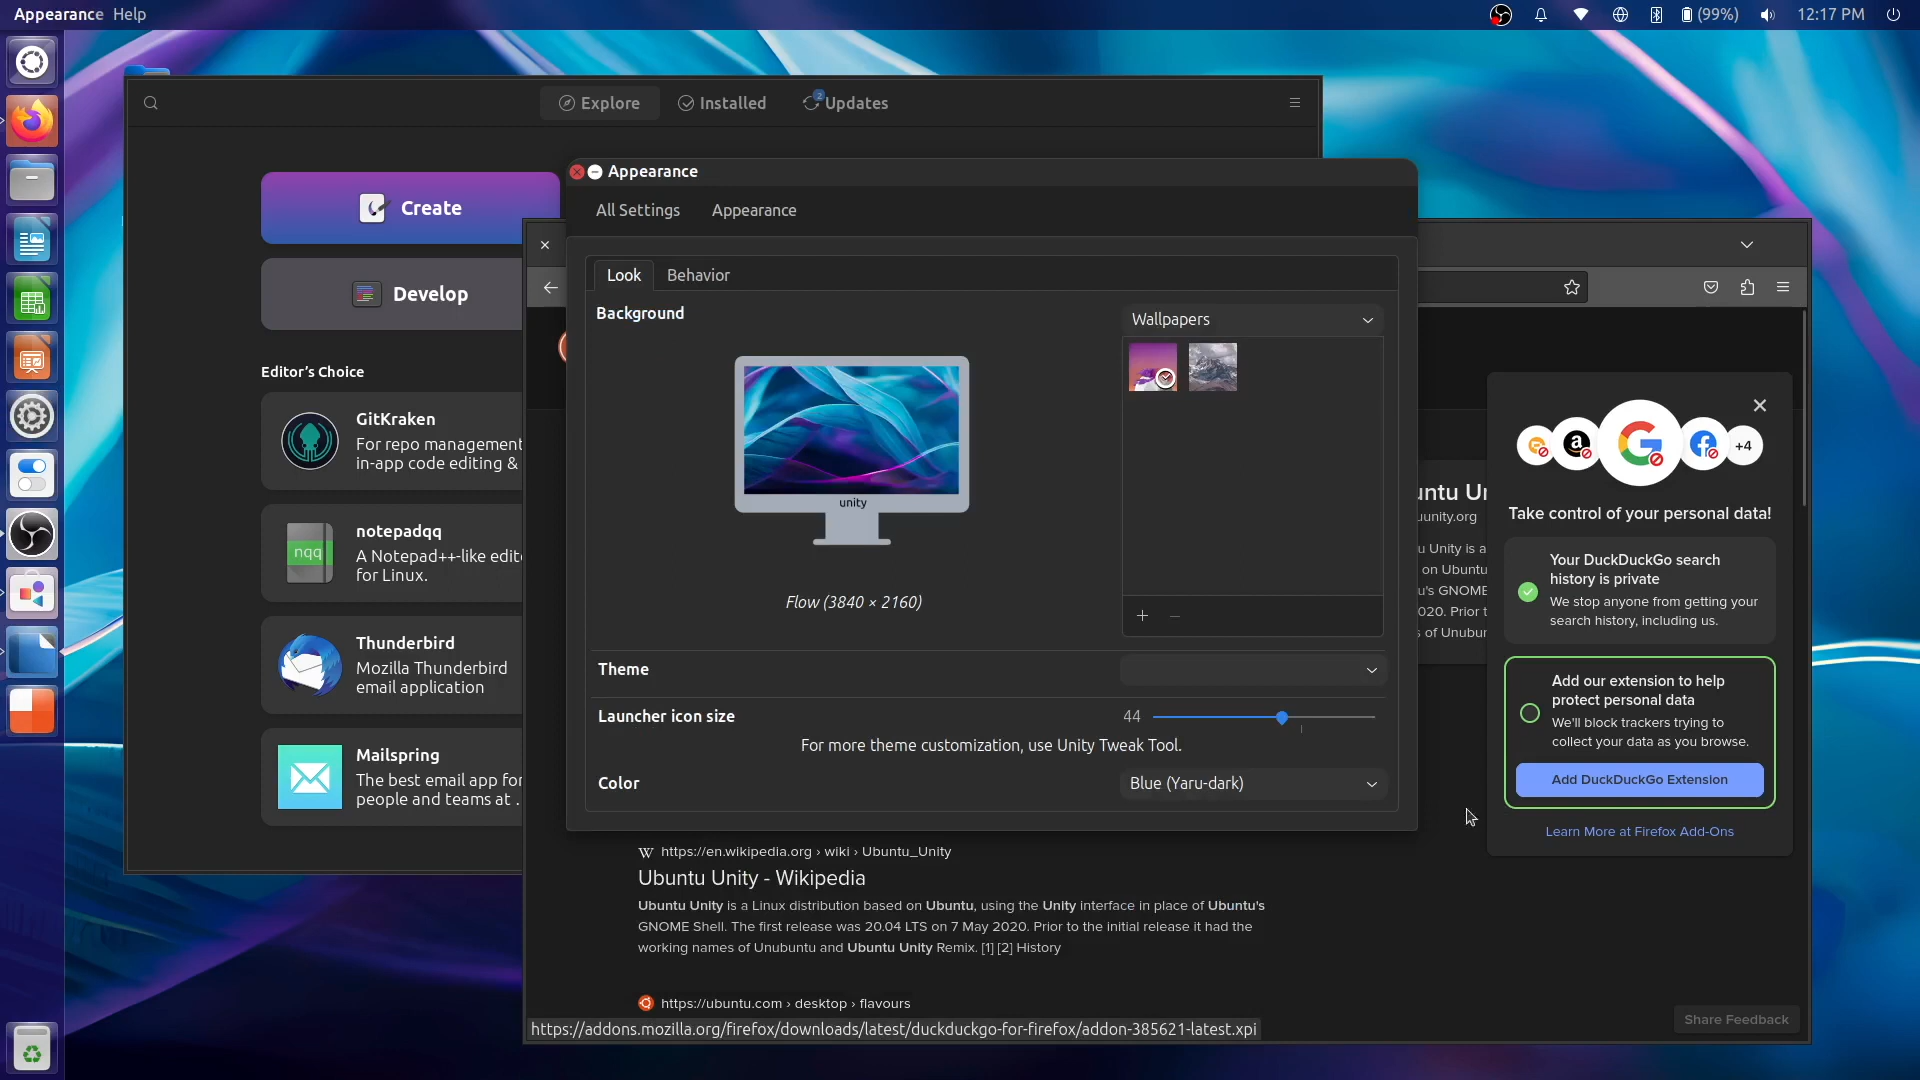 Appearance Help
(99%) 12:17 PM
Explore Installed 2 Updates
Create
Develop
Editor's Choice
GitKraken
For repo management
in-app code editing &
nqq
notepadqq
A Notepad++-like edit
for Linux.
Thunderbird
Mozilla Thunderbird
email application
Mailspring
The best email app for
people and teams at .
Appearance
All Settings Appearance
Look Behavior
Background
Wallpapers
unity
Flow (3840 × 2160)
Theme
Launcher icon size
44
For more theme customization, use Unity Tweak Tool.
Color
Blue (Yaru-dark)
+4
Take control of your personal data!
Your DuckDuckGo search
history is private
We stop anyone from getting your
search history, including us.
Add our extension to help
protect personal data
We'll block trackers trying to
collect your data as you browse.
Add DuckDuckGo Extension
Learn More at Firefox Add-Ons
uunity.org
u Unity is a
on Ubuntu
u's GNOME
020. Prior t
s of Unubur
W https://en.wikipedia.org › wiki › Ubuntu_Unity
Ubuntu Unity - Wikipedia
Ubuntu Unity is a Linux distribution based on Ubuntu, using the Unity interface in place of Ubuntu's
GNOME Shell. The first release was 20.04 LTS on 7 May 2020. Prior to the initial release it had the
working names of Unubuntu and Ubuntu Unity Remix. [1] [2] History
https://ubuntu.com › desktop › flavours
https://addons.mozilla.org/firefox/downloads/latest/duckduckgo-for-firefox/addon-385621-latest.xpi
Share Feedback